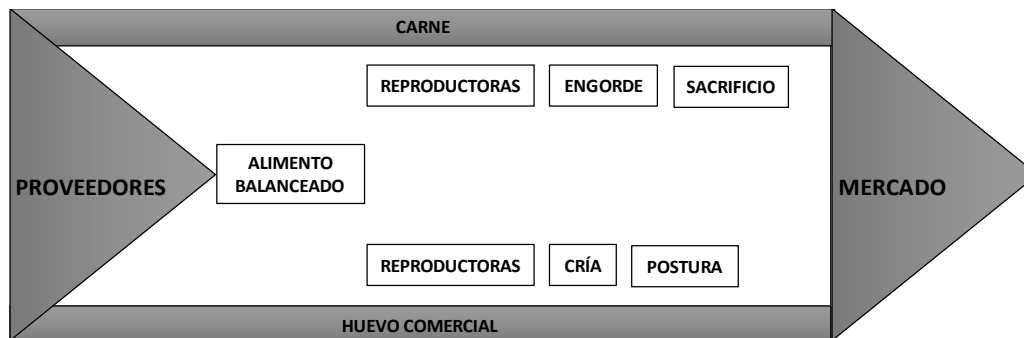 CARNE
REPRODUCTORAS
ENGORDE
SACRIFICIO
PROVEEDORES
ALIMENTO
BALANCEADO
MERCADO
REPRODUCTORAS
CRÍA
POSTURA
HUEVO COMERCIAL